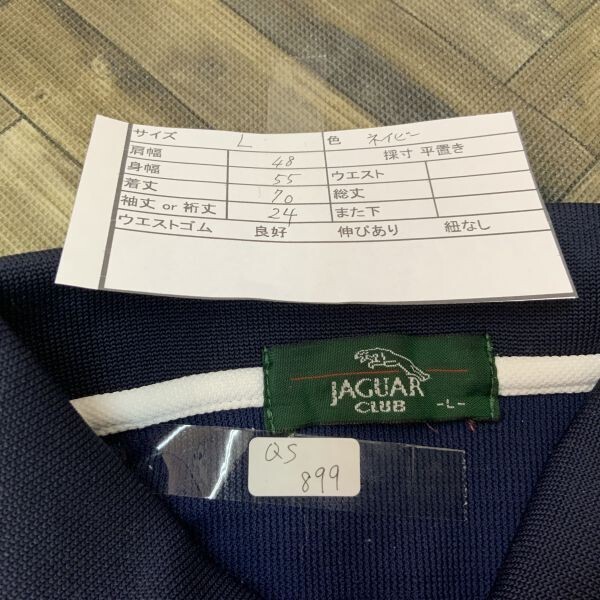 サイズ L 色 ネイビー
肩幅 48 採寸 平置き
身幅 55 ウエスト
着丈 70 総丈
袖丈 or 裄丈 24 また下
ウエストゴム 良好 伸びあり 紐なし
JAGUAR
CLUB -L-
QS
899